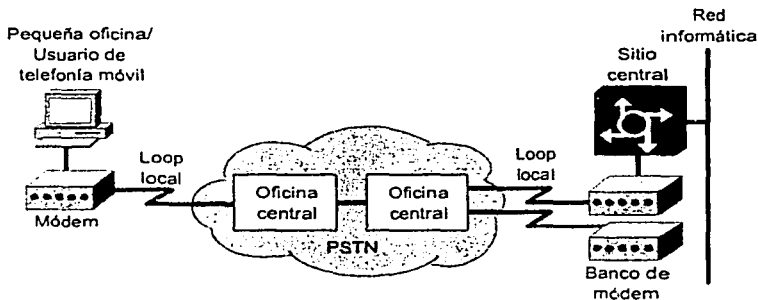 Pequeña oficina/
Usuario de
telefonía móvil
Módem
Loop
local
Oficina
central
Oficina
central
PSTN
Loop
local
Red
informática
Sitio
central
Banco de
módem